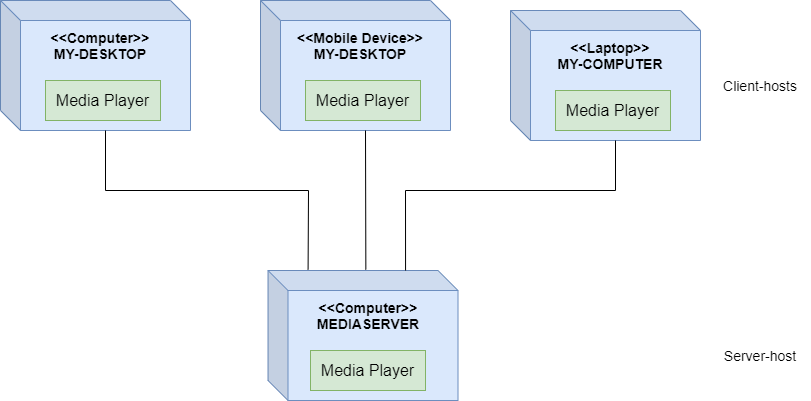 <<Computer>>
MY-DESKTOP
Media Player
<<Mobile Device>>
MY-DESKTOP
Media Player
<<Laptop>>
MY-COMPUTER
Media Player
Client-hosts
<<Computer>>
MEDIASERVER
Media Player
Server-host